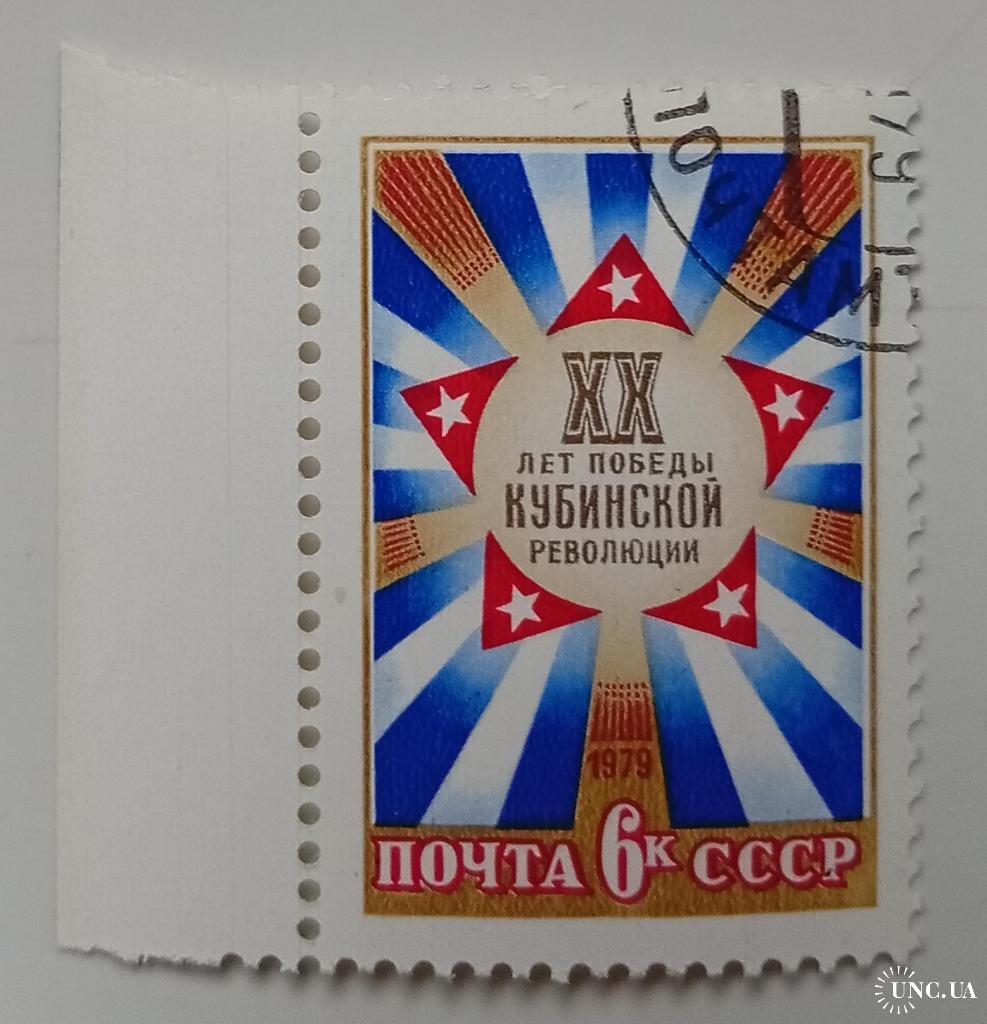 XX
ЛЕТ ПОБЕДЫ
КУБИНСКОЙ
РЕВОЛЮЦИИ
1979
ПОЧТА 6к СССР
UNC.UA